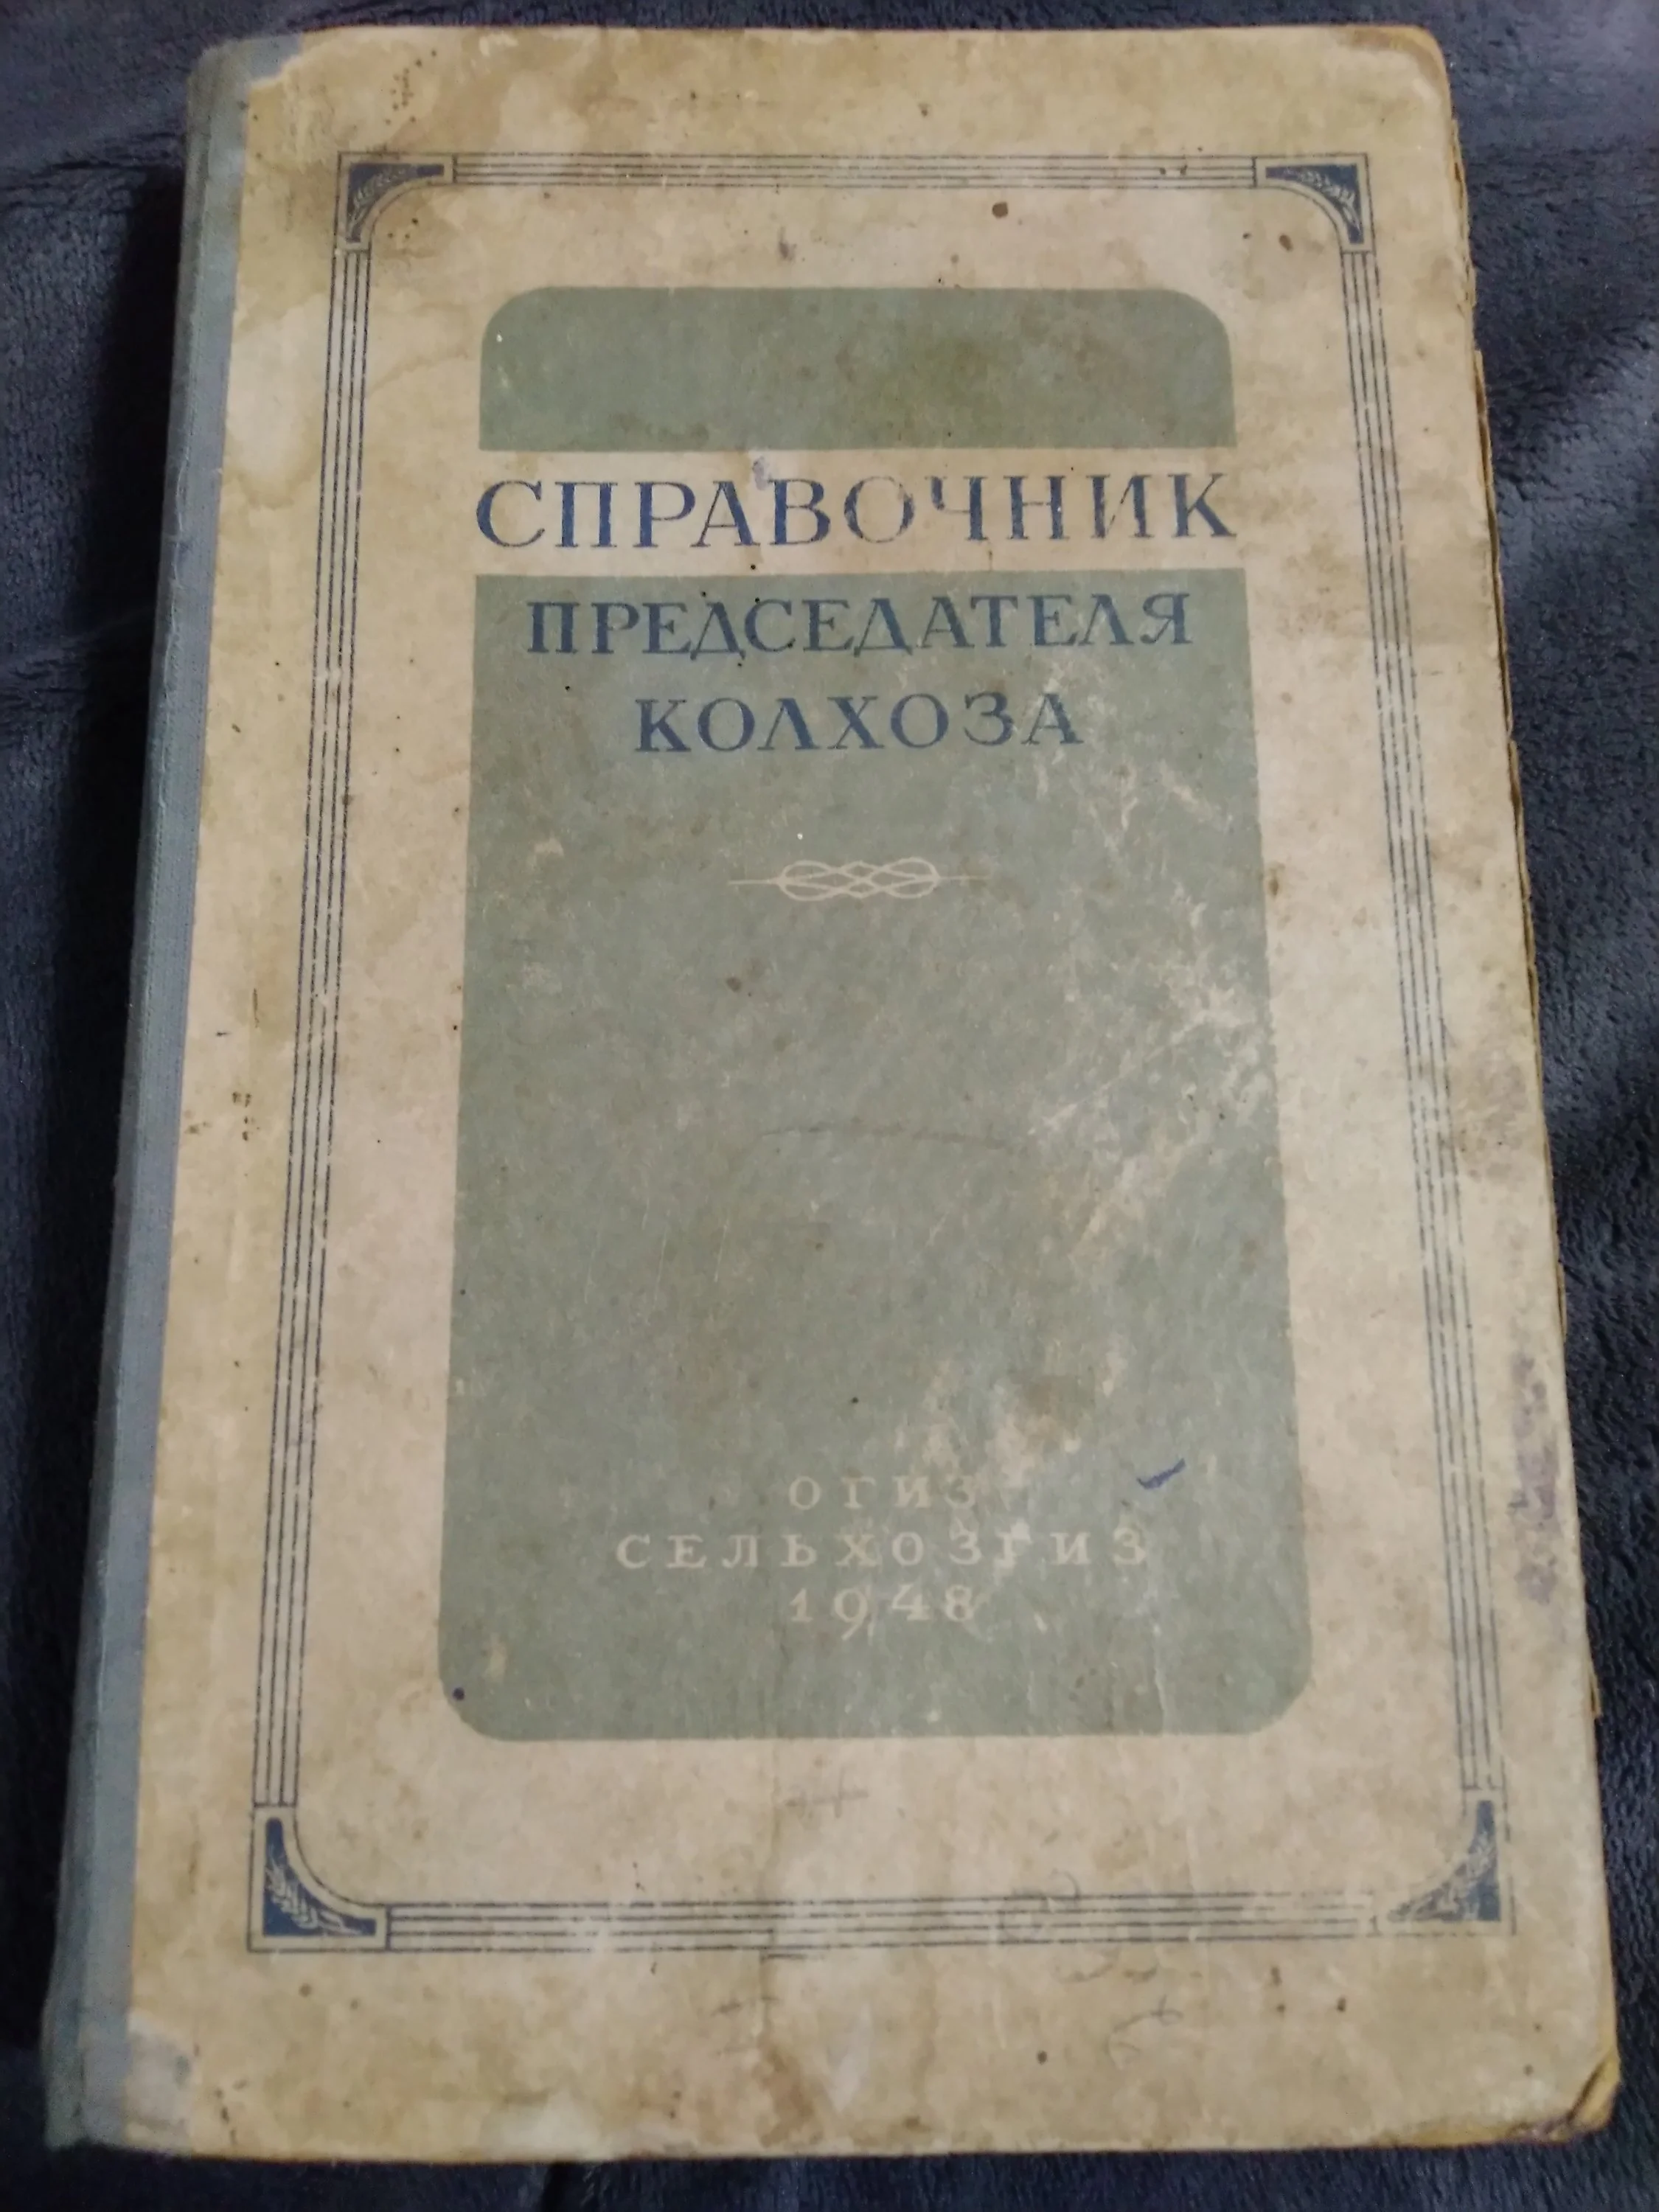 СПРАВОЧНИК
ПРЕДСЕДАТЕЛЯ
КОЛХОЗА
ОГИЗ
СЕЛЬХОЗГИЗ
1948